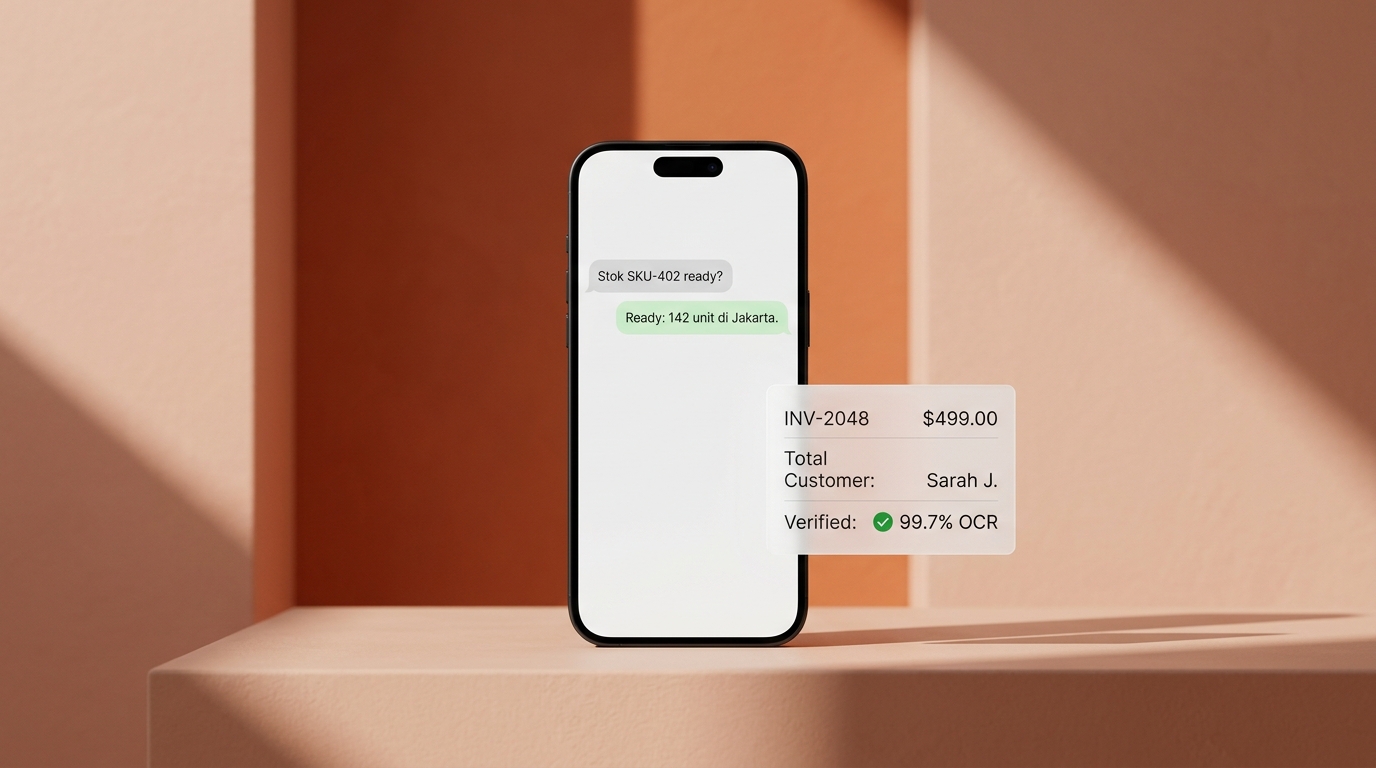 Stok SKU-402 ready?
Ready: 142 unit di Jakarta.
INV-2048 $499.00
Total
Customer: Sarah J.
Verified: 99.7% OCR